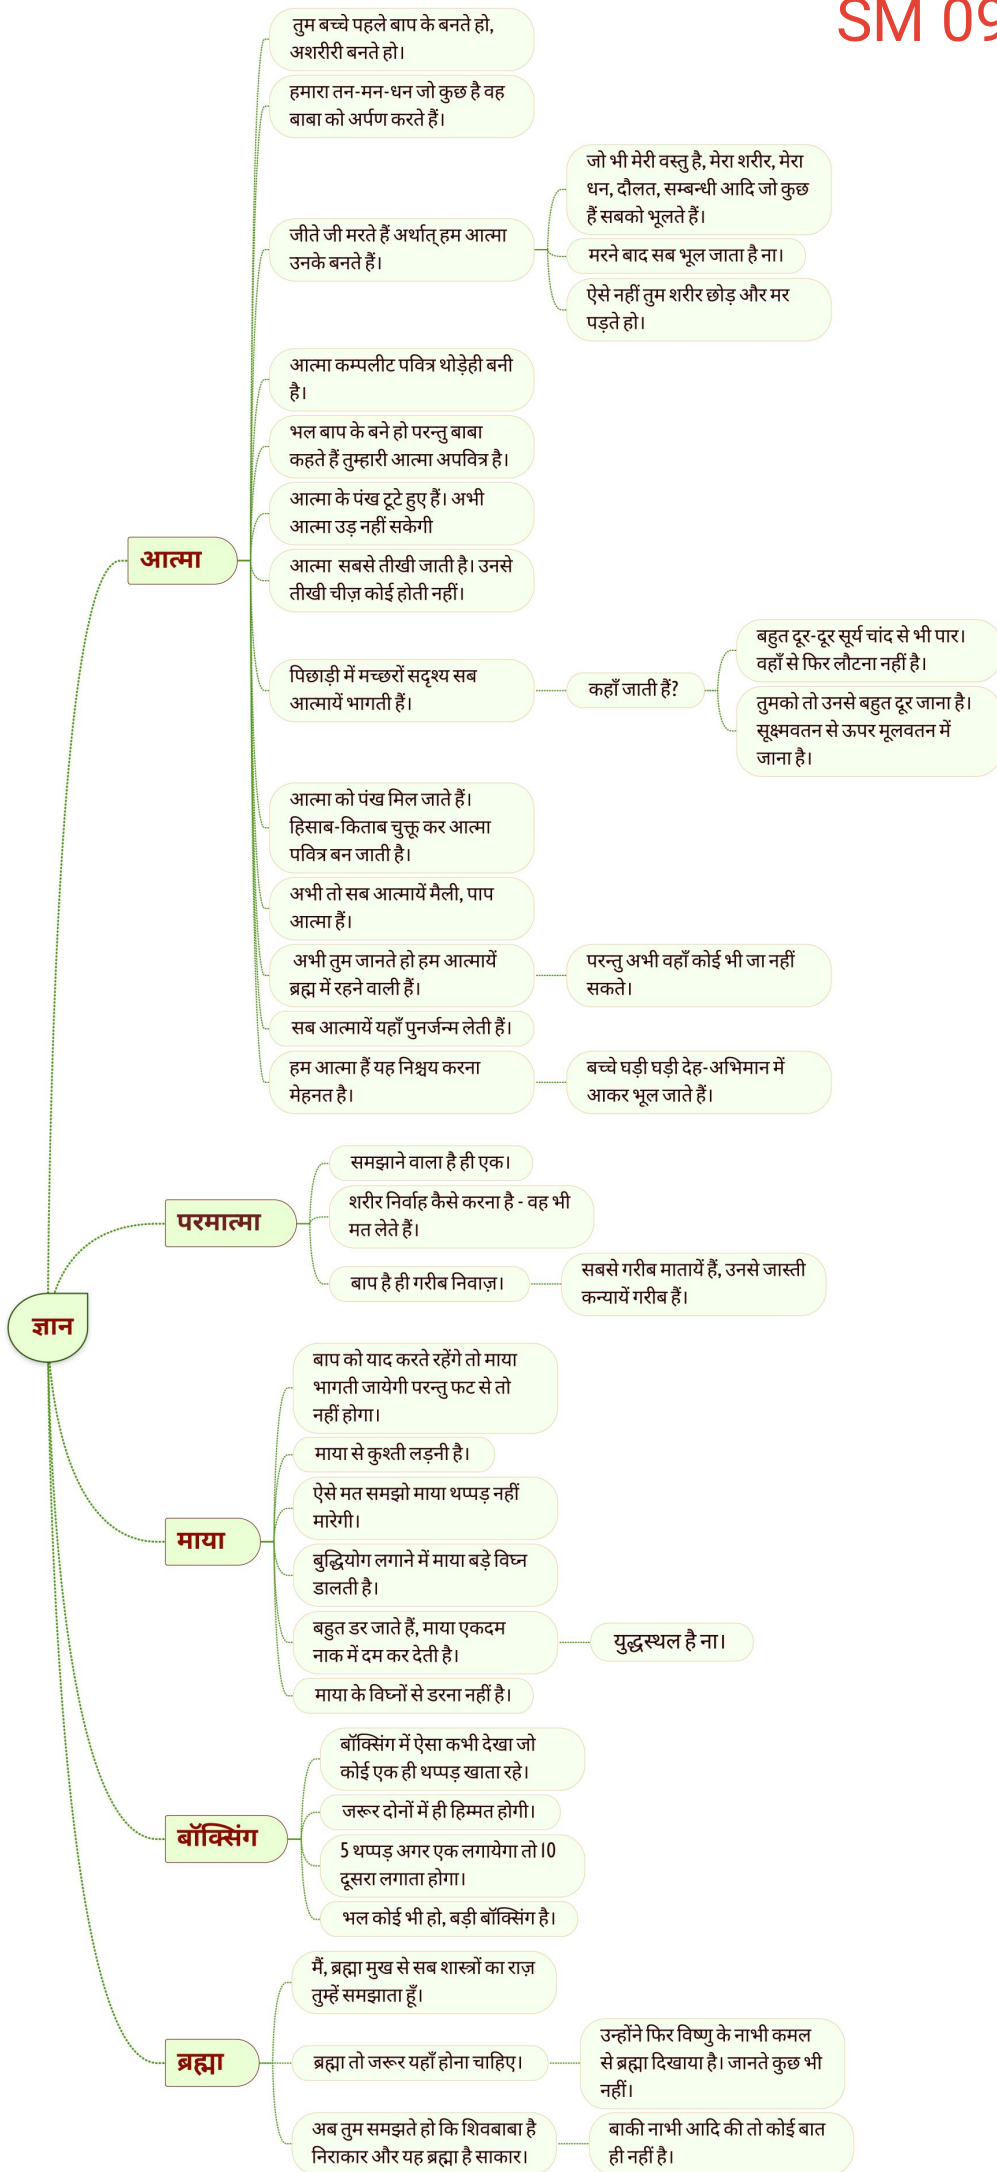 SM 09
तुम बच्चे पहले बाप के बनते हो,
अशरीरी बनते हो।
हमारा तन-मन-धन जो कुछ है वह
बाबा को अर्पण करते हैं।
जीते जी मरते हैं अर्थात् हम आत्मा
उनके बनते हैं।
जो भी मेरी वस्तु है, मेरा शरीर, मेरा
धन, दौलत, सम्बन्धी आदि जो कुछ
हैं सबको भूलते हैं।
मरने बाद सब भूल जाता है ना।
ऐसे नहीं तुम शरीर छोड़ और मर
पड़ते हो।
आत्मा कम्पलीट पवित्र थोड़ेही बनी
है।
भल बाप के बने हो परन्तु बाबा
कहते हैं तुम्हारी आत्मा अपवित्र है।
आत्मा के पंख टूटे हुए हैं। अभी
आत्मा उड़ नहीं सकेगी
आत्मा
आत्मा सबसे तीखी जाती है। उनसे
तीखी चीज़ कोई होती नहीं।
पिछाड़ी में मच्छरों सदृश्य सब
आत्मायें भागती हैं।
कहाँ जाती हैं?
बहुत दूर-दूर सूर्य चांद से भी पार।
वहाँ से फिर लौटना नहीं है।
तुमको तो उनसे बहुत दूर जाना है।
सूक्ष्मवतन से ऊपर मूलवतन में
जाना है।
आत्मा को पंख मिल जाते हैं।
हिसाब-किताब चुक्तू कर आत्मा
पवित्र बन जाती है।
अभी तो सब आत्मायें मैली, पाप
आत्मा हैं।
अभी तुम जानते हो हम आत्मायें
ब्रह्म में रहने वाली हैं।
परन्तु अभी वहाँ कोई भी जा नहीं
सकते।
सब आत्मायें यहाँ पुनर्जन्म लेती हैं।
हम आत्मा हैं यह निश्चय करना
मेहनत है।
बच्चे घड़ी घड़ी देह-अभिमान में
आकर भूल जाते हैं।
समझाने वाला है ही एक।
परमात्मा
शरीर निर्वाह कैसे करना है - वह भी
मत लेते हैं।
बाप है ही गरीब निवाज़।
सबसे गरीब मातायें हैं, उनसे जास्ती
कन्यायें गरीब हैं।
ज्ञान
बाप को याद करते रहेंगे तो माया
भागती जायेगी परन्तु फट से तो
नहीं होगा।
माया से कुश्ती लड़नी है।
ऐसे मत समझो माया थप्पड़ नहीं
मारेगी।
माया
बुद्धियोग लगाने में माया बड़े विघ्न
डालती है।
बहुत डर जाते हैं, माया एकदम
नाक में दम कर देती है।
युद्धस्थल है ना।
माया के विघ्नों से डरना नहीं है।
बॉक्सिंग में ऐसा कभी देखा जो
कोई एक ही थप्पड़ खाता रहे।
जरूर दोनों में ही हिम्मत होगी।
बॉक्सिंग
5 थप्पड़ अगर एक लगायेगा तो 10
दूसरा लगाता होगा।
भल कोई भी हो, बड़ी बॉक्सिंग है।
मैं, ब्रह्मा मुख से सब शास्त्रों का राज़
तुम्हें समझाता हूँ।
ब्रह्मा
ब्रह्मा तो जरूर यहाँ होना चाहिए।
उन्होंने फिर विष्णु के नाभी कमल
से ब्रह्मा दिखाया है। जानते कुछ भी
नहीं।
अब तुम समझते हो कि शिवबाबा है
निराकार और यह ब्रह्मा है साकार।
बाकी नाभी आदि की तो कोई बात
ही नहीं है।